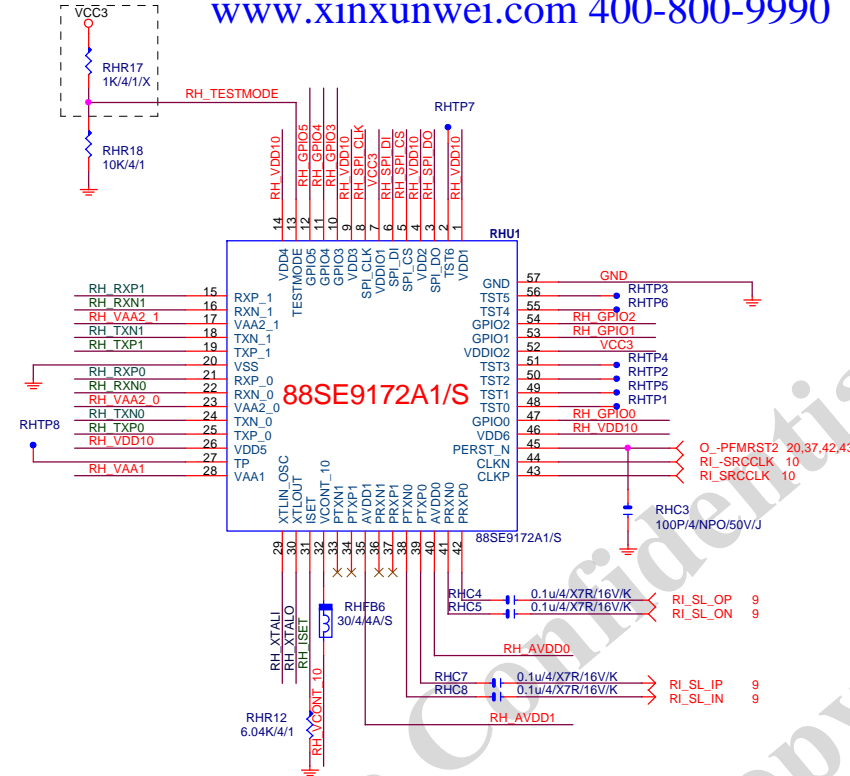 www.xinxunwei.com 400-800-9990
VCC3
RHR17
1K/4/1/X
RH_TESTMODE
RHR18
10K/4/1
RHTP7
RH_VDD10
RH_GPIO5
RH_GPIO4
RH_GPIO3
RH_VDD10
RH_SPI_CLK
VCC3
RH_SPI_DI
RH_SPI_CS
RH_VDD10
RH_SPI_DO
RH_VDD10
14 13 12 11 10 9 8 7 6 5 4 3 2 1
RHU1
VDD4
TESTMODE
GPIO5
GPIO4
GPIO3
VDD3
SPI_CLK
VDDIO1
SPI_DI
SPI_CS
VDD2
SPI_DO
TST6
VDD1
RH_RXP1 15 RXP_1
RH_RXN1 16 RXN_1
RH_VAA2_1 17 VAA2_1
RH_TXN1 18 TXN_1
RH_TXP1 19 TXP_1
20 VSS
RH_RXP0 21 RXP_0
RH_RXN0 22 RXN_0
RH_VAA2_0 23 VAA2_0
RH_TXN0 24 TXN_0
RH_TXP0 25 TXP_0
RH_VDD10 26 VDD5
RHTP8 27 TP
RH_VAA1 28 VAA1
88SE9172A1/S
GND 57 GND
TST5 56 RHTP3
TST4 55 RHTP6
GPIO2 54 RH_GPIO2
GPIO1 53 RH_GPIO1
VDDIO2 52 VCC3
TST3 51 RHTP4
TST2 50 RHTP2
TST1 49 RHTP5
TST0 48 RHTP1
GPIO0 47 RH_GPIO0
VDD6 46 RH_VDD10
PERST_N 45 O_-PFMRST2 20,37,42,43
CLKN 44 RI_-SRCCLK 10
CLKP 43 RI_SRCCLK 10
RHC3
100P/4/NPO/50V/J
XTLIN_OSC
XTLOUT
ISET
VCONT_10
PTXN1
PTXP1
AVDD1
PRXN1
PRXP1
PTXN0
PTXP0
AVDD0
PRXN0
PRXP0
88SE9172A1/S
29 30 31 32 33 34 35 36 37 38 39 40 41 42
RH_XTALI
RH_XTALO
RH_ISET
RHFB6
30/4/4A/S
RHC4 0.1u/4/X7R/16V/K RI_SL_OP 9
RHC5 0.1u/4/X7R/16V/K RI_SL_ON 9
RH_AVDD0
RHC7 0.1u/4/X7R/16V/K RI_SL_IP 9
RHC8 0.1u/4/X7R/16V/K RI_SL_IN 9
RH_VCONT_10
RHR12
6.04K/4/1
RH_AVDD1